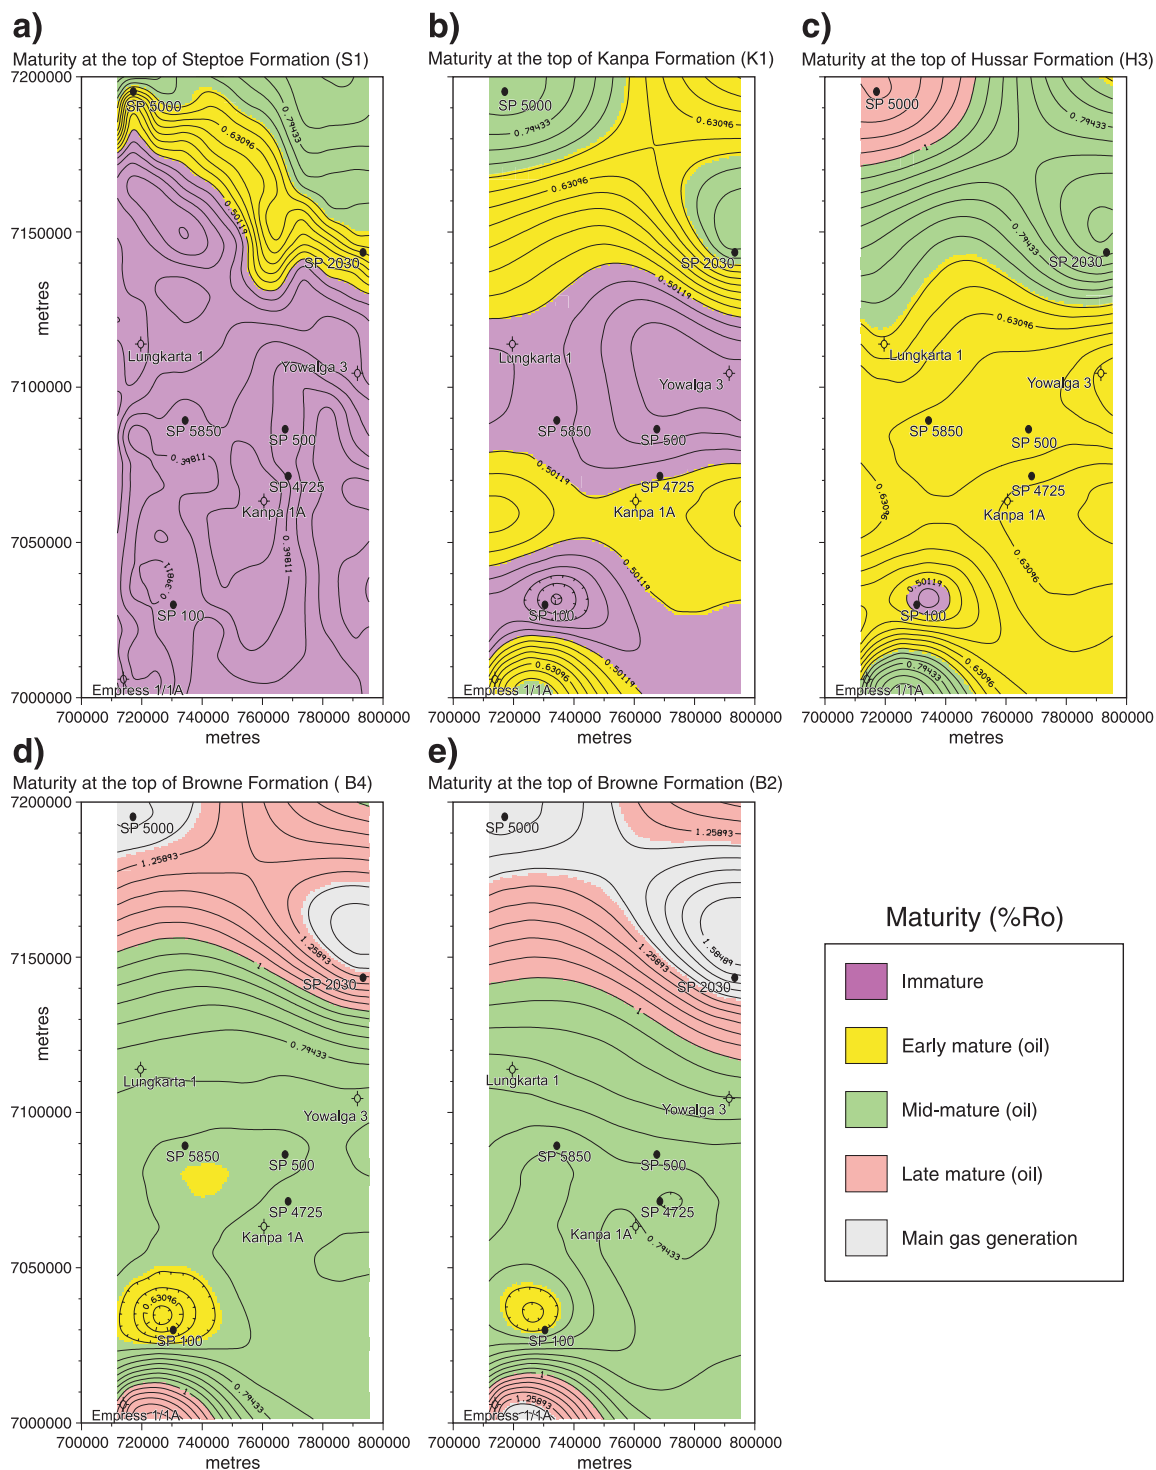 a)
Maturity at the top of Steptoe Formation (S1)
7200000
7150000
7100000
7050000
7000000
metres
SP 5000
0.79433
0.63096
0.50119
SP 2030
Lungkarta 1
Yowalga 3
SP 5850
SP 500
0.39811
SP 4725
Kanpa 1A
0.39811
0.39811
SP 100
Empress 1/1A
700000 720000 740000 760000 780000 800000
metres
b)
Maturity at the top of Kanpa Formation (K1)
SP 5000
0.79433
0.63096
0.63096
SP 2030
0.50119
Lungkarta 1
Yowalga 3
SP 5850
SP 500
0.50119
SP 4725
Kanpa 1A
0.50119
SP 100
0.63096
0.50119
Empress 1/1A
700000 720000 740000 760000 780000 800000
metres
c)
Maturity at the top of Hussar Formation (H3)
SP 5000
0.79433
1
0.79433
SP 2030
0.63096
Lungkarta 1
Yowalga 3
SP 5850
SP 500
SP 4725
0.63096
Kanpa 1A
0.63096
0.50119
SP 100
0.79433
0.63096
Empress 1/1A
700000 720000 740000 760000 780000 800000
metres
d)
Maturity at the top of Browne Formation ( B4)
7200000
7150000
7100000
7050000
7000000
metres
SP 5000
1.25893
1.25893
1
SP 2030
0.79433
Lungkarta 1
Yowalga 3
SP 5850
SP 500
SP 4725
Kanpa 1A
0.63096
SP 100
1
0.79433
Empress 1/1A
700000 720000 740000 760000 780000 800000
metres
e)
Maturity at the top of Browne Formation (B2)
SP 5000
1.25893
1.25893
1.58489
SP 2030
1
Lungkarta 1
Yowalga 3
SP 5850
SP 500
SP 4725
Kanpa 1A
0.79433
SP 100
1
1.25893
Empress 1/1A
700000 720000 740000 760000 780000 800000
metres
Maturity (%Ro)
Immature
Early mature (oil)
Mid-mature (oil)
Late mature (oil)
Main gas generation